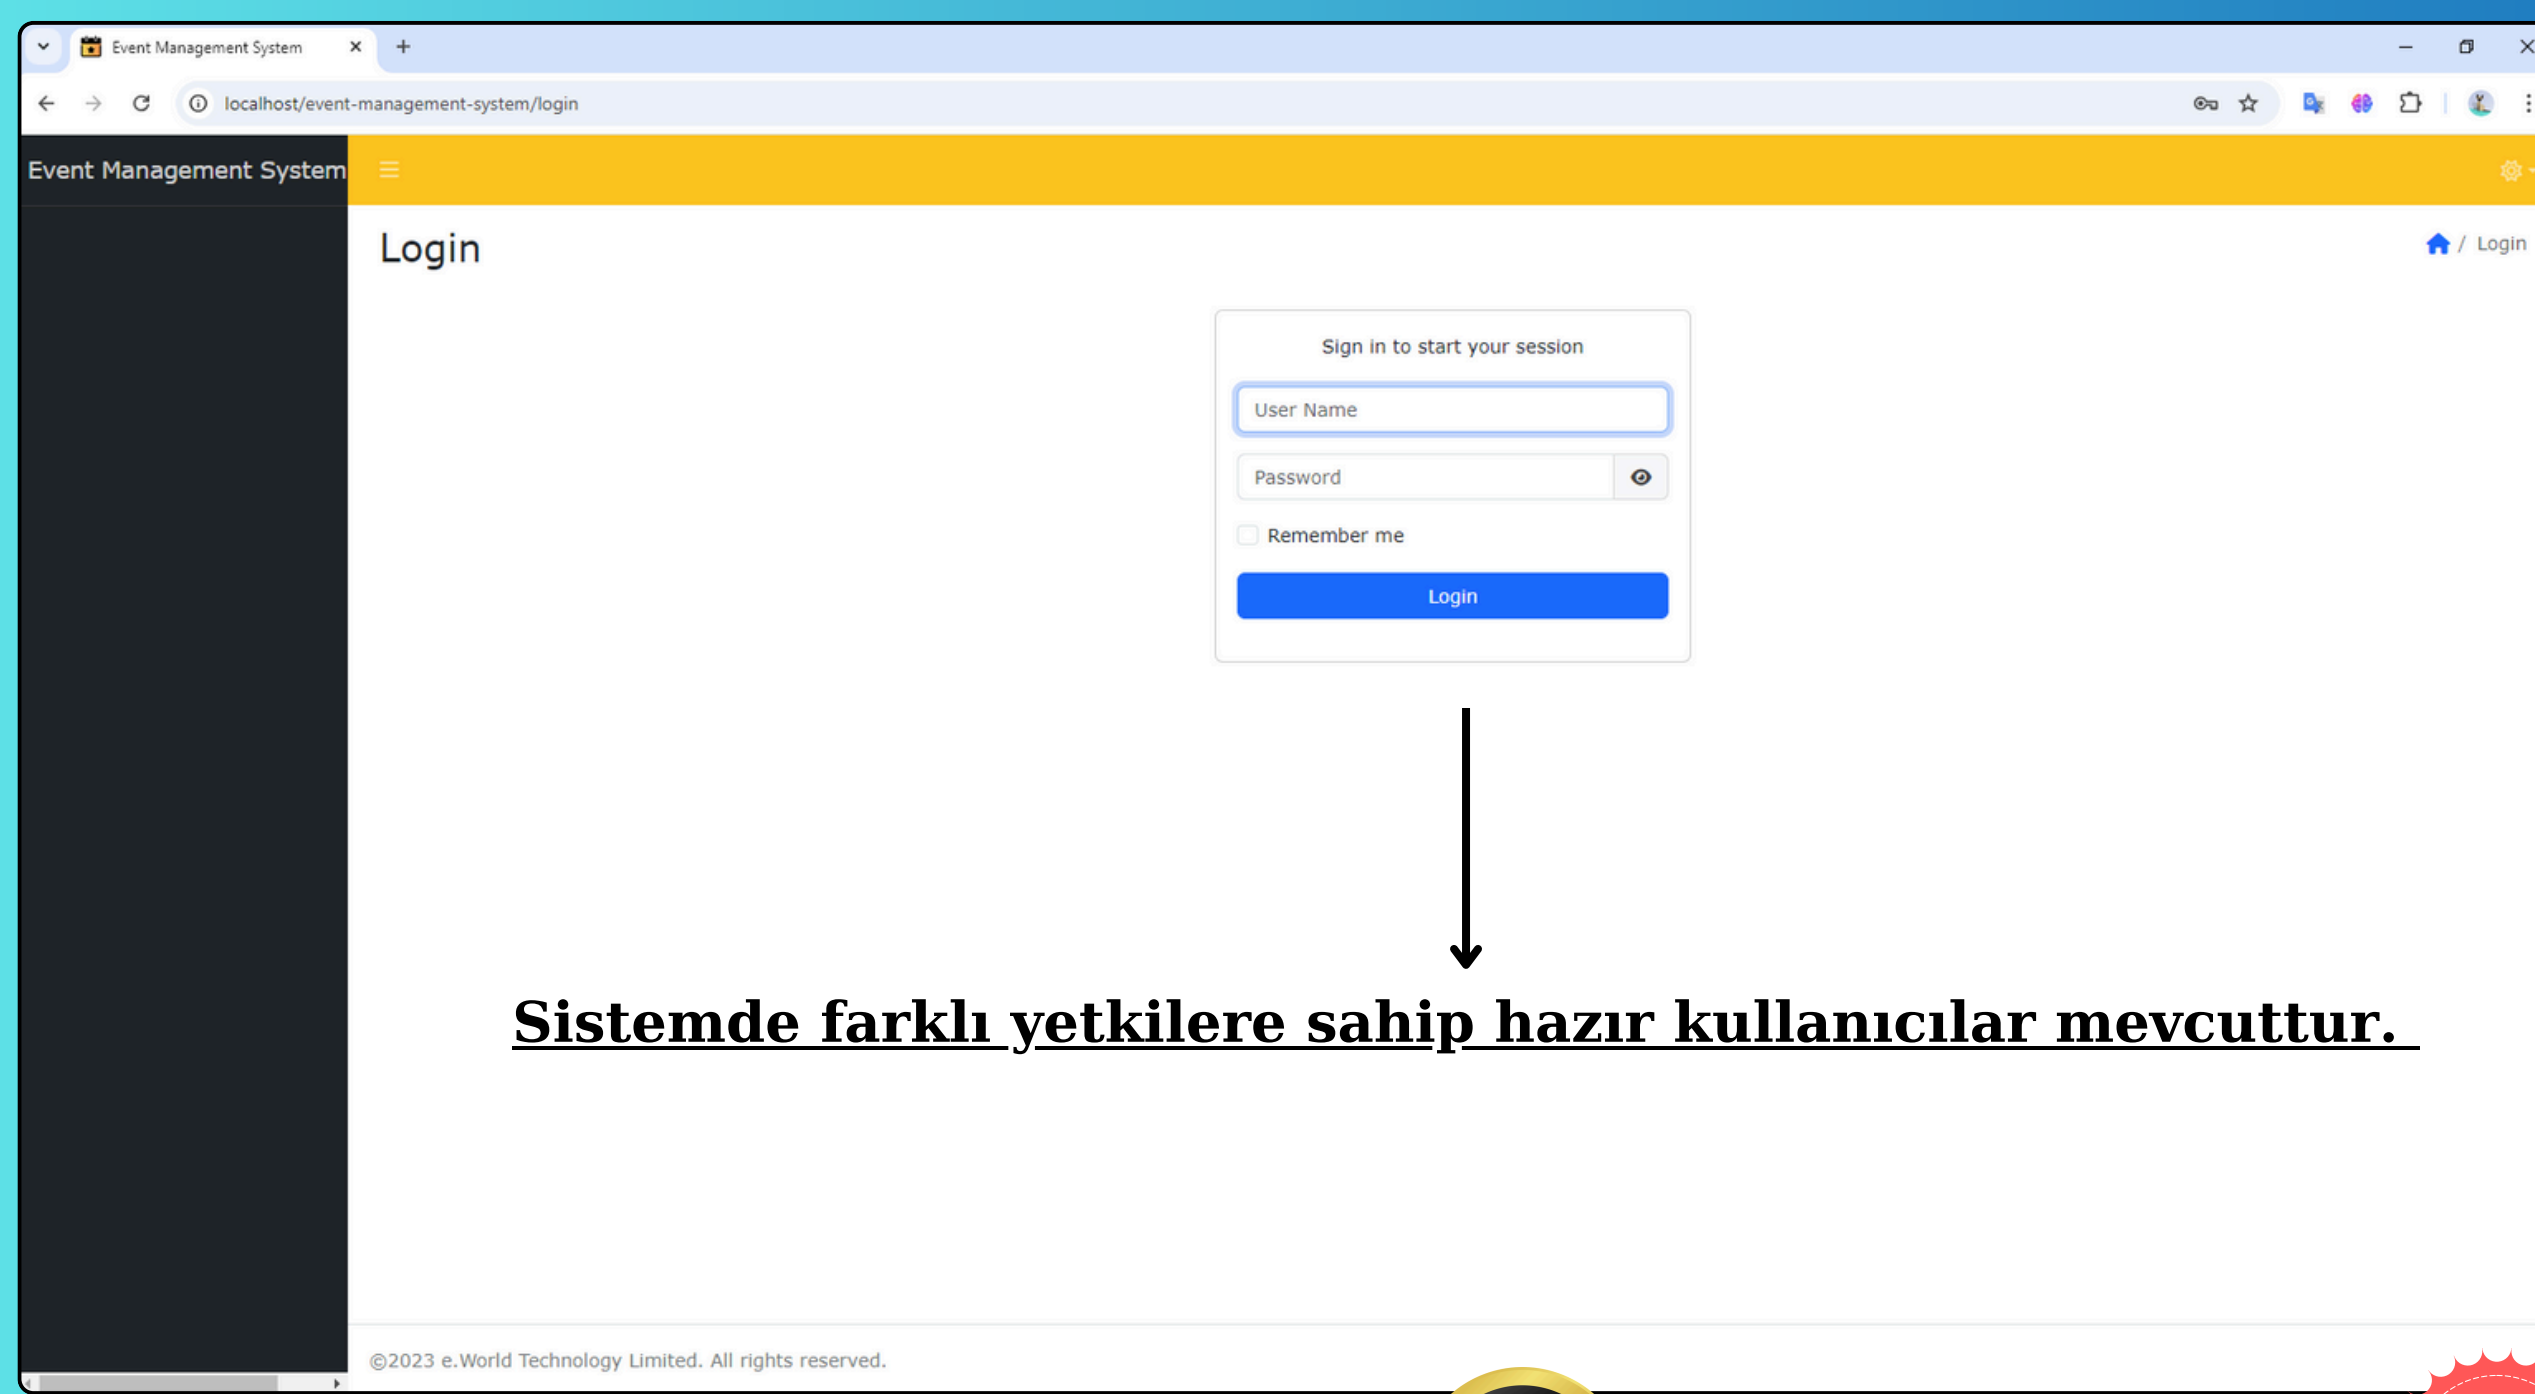 Event Management System
localhost/event-management-system/login
Event Management System
Login
/ Login
Sign in to start your session
User Name
Password
Remember me
Login
Sistemde farklı yetkilere sahip hazır kullanıcılar mevcuttur.
©2023 e.World Technology Limited. All rights reserved.